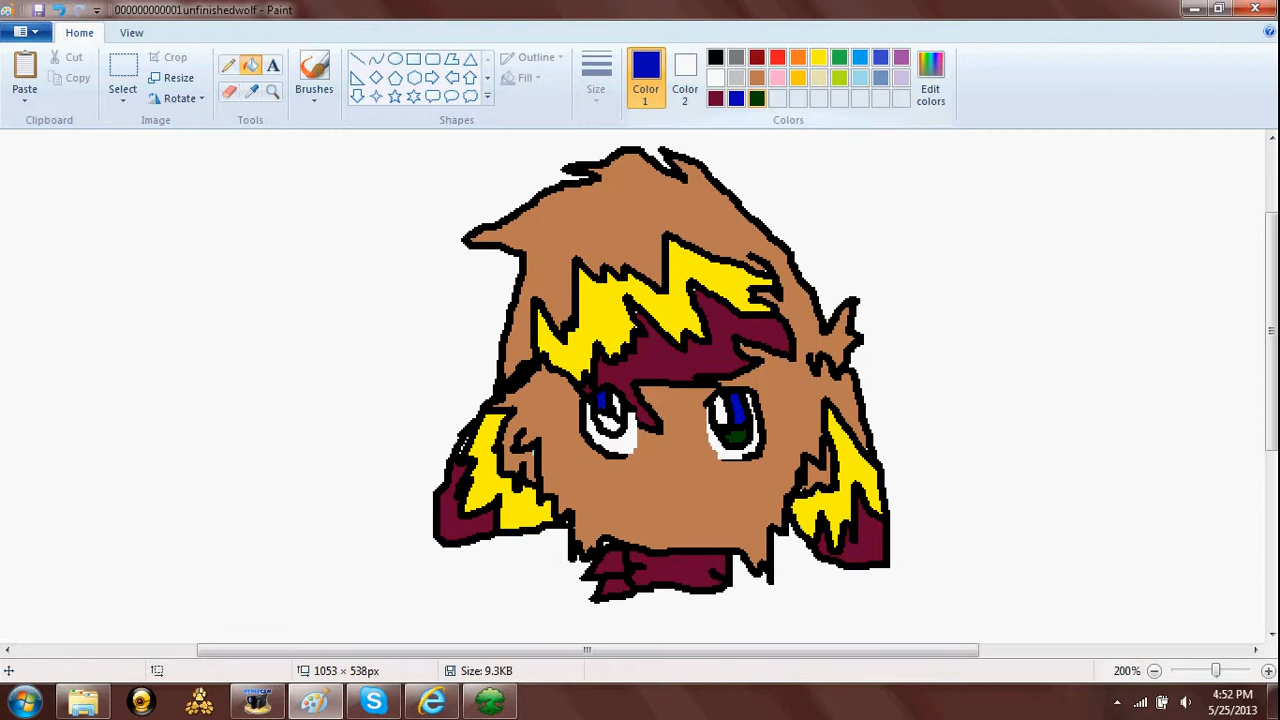 000000000001unfinishedwolf - Paint
Home View
Paste
Cut
Copy
Clipboard
Select
Crop
Resize
Rotate
Image
A
Tools
Brushes
Outline
Fill
Shapes
Size
Color
1
Color
2
Edit
colors
Colors
1053 × 538px
Size: 9.3KB
200%
HYPERCAM
4:52 PM
5/25/2013